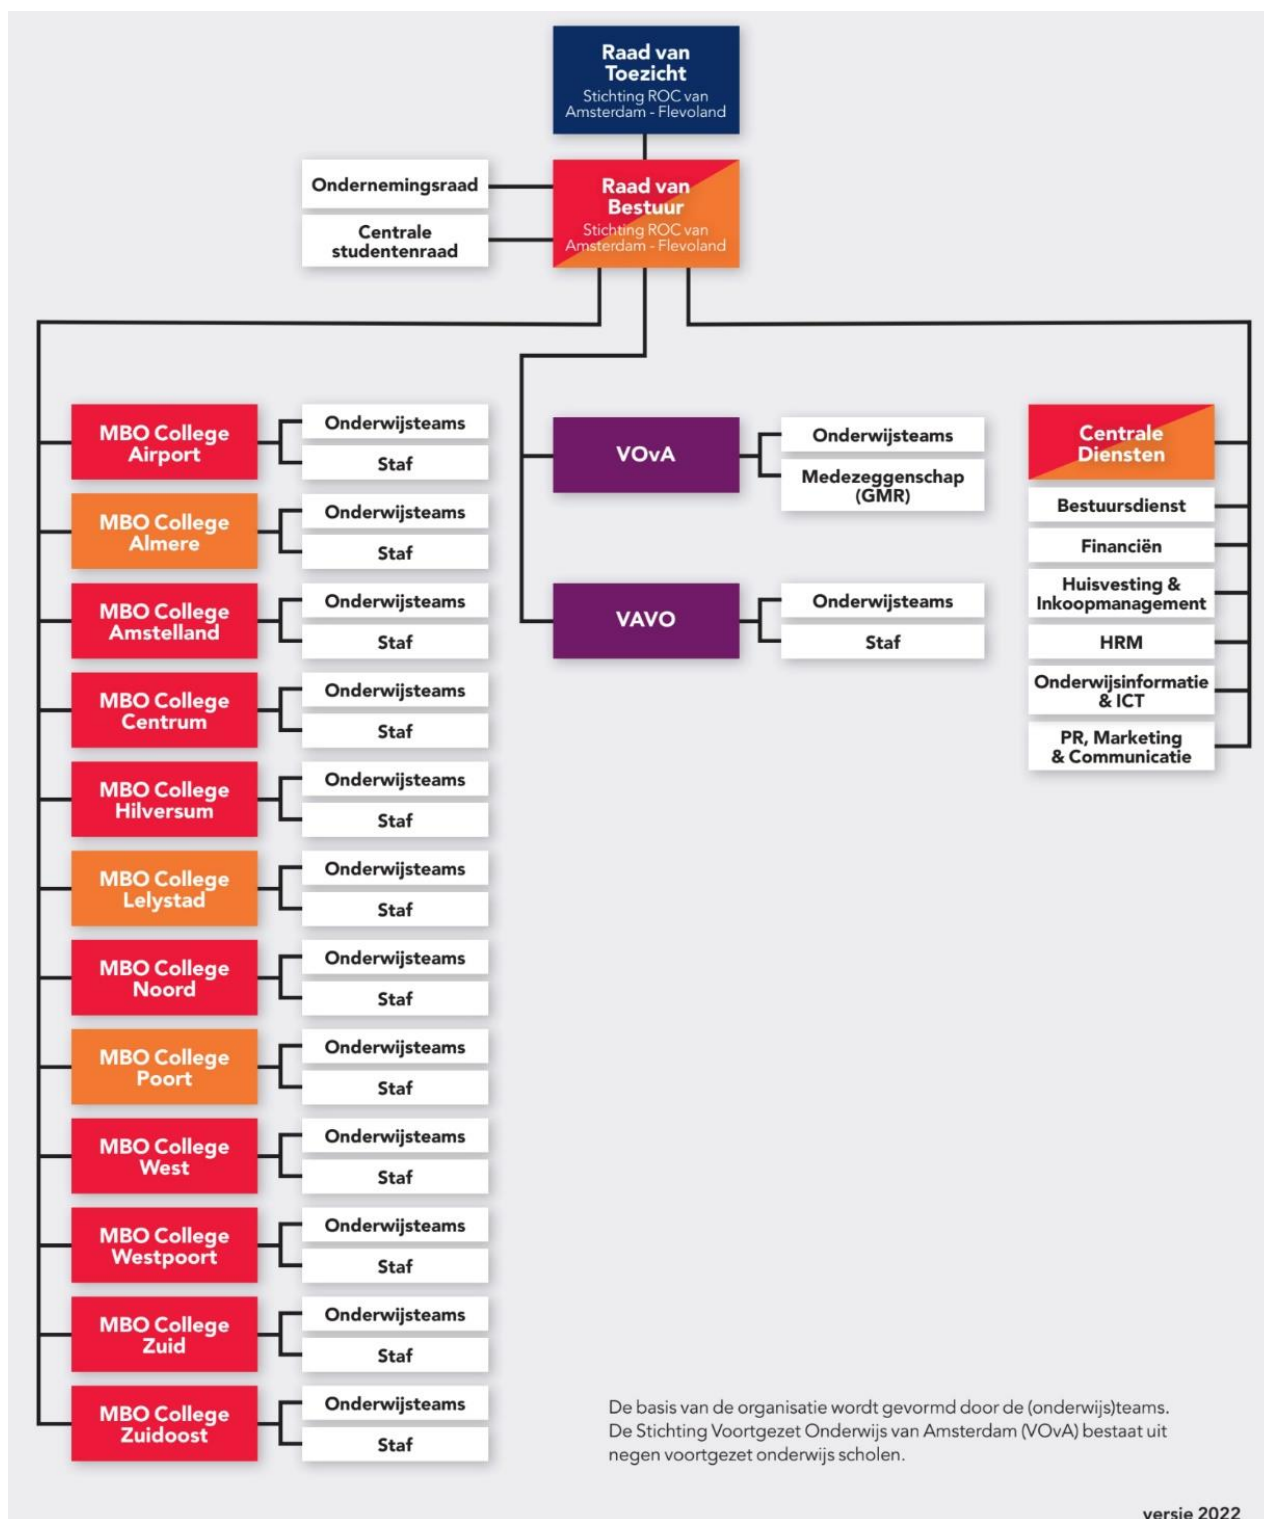 Raad van
Toezicht
Stichting ROC van
Amsterdam - Flevoland
Ondernemingsraad
Centrale
studentenraad
Raad van
Bestuur
Stichting ROC van
Amsterdam - Flevoland
MBO College
Airport
Onderwijsteams
Staf
MBO College
Almere
Onderwijsteams
Staf
MBO College
Amstelland
Onderwijsteams
Staf
MBO College
Centrum
Onderwijsteams
Staf
MBO College
Hilversum
Onderwijsteams
Staf
MBO College
Lelystad
Onderwijsteams
Staf
MBO College
Noord
Onderwijsteams
Staf
MBO College
Poort
Onderwijsteams
Staf
MBO College
West
Onderwijsteams
Staf
MBO College
Westpoort
Onderwijsteams
Staf
MBO College
Zuid
Onderwijsteams
Staf
MBO College
Zuidoost
Onderwijsteams
Staf
VOvA
Onderwijsteams
Medezeggenschap
(GMR)
VAVO
Onderwijsteams
Staf
Centrale
Diensten
Bestuursdienst
Financiën
Huisvesting &
Inkoopmanagement
HRM
Onderwijsinformatie
& ICT
PR, Marketing
& Communicatie
De basis van de organisatie wordt gevormd door de (onderwijs)teams.
De Stichting Voortgezet Onderwijs van Amsterdam (VOvA) bestaat uit
negen voortgezet onderwijs scholen.
versie 2022